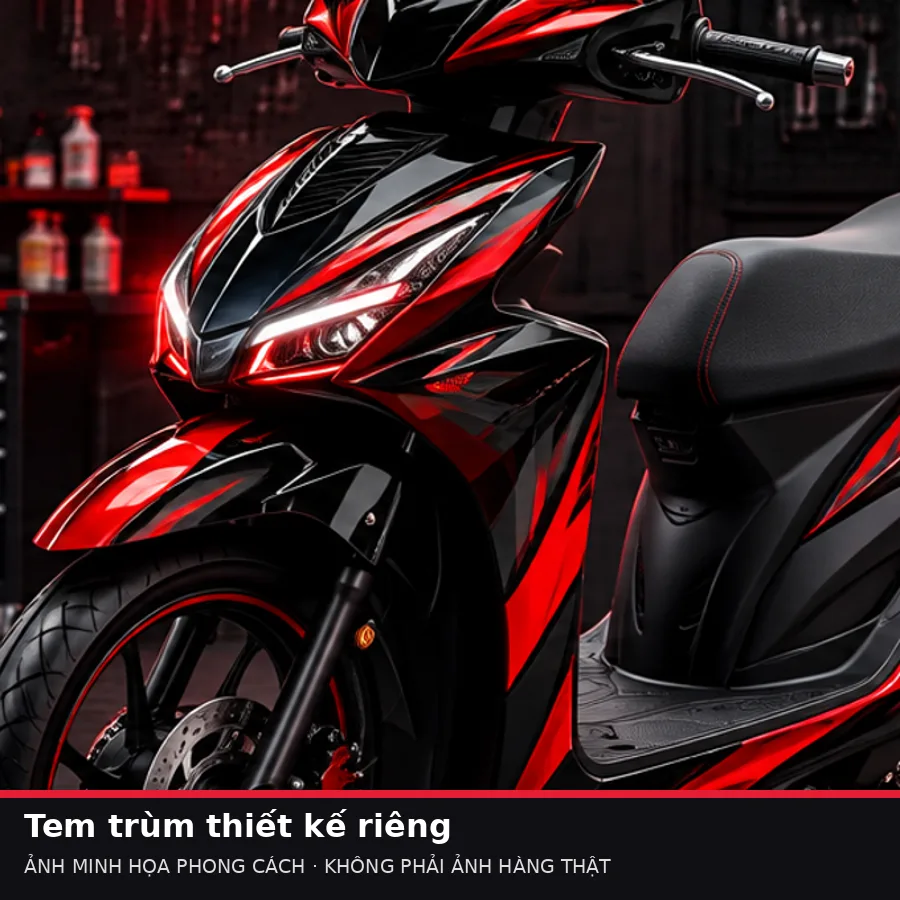 Tem trùm thiết kế riêng
ẢNH MINH HỌA PHONG CÁCH · KHÔNG PHẢI ẢNH HÀNG THẬT